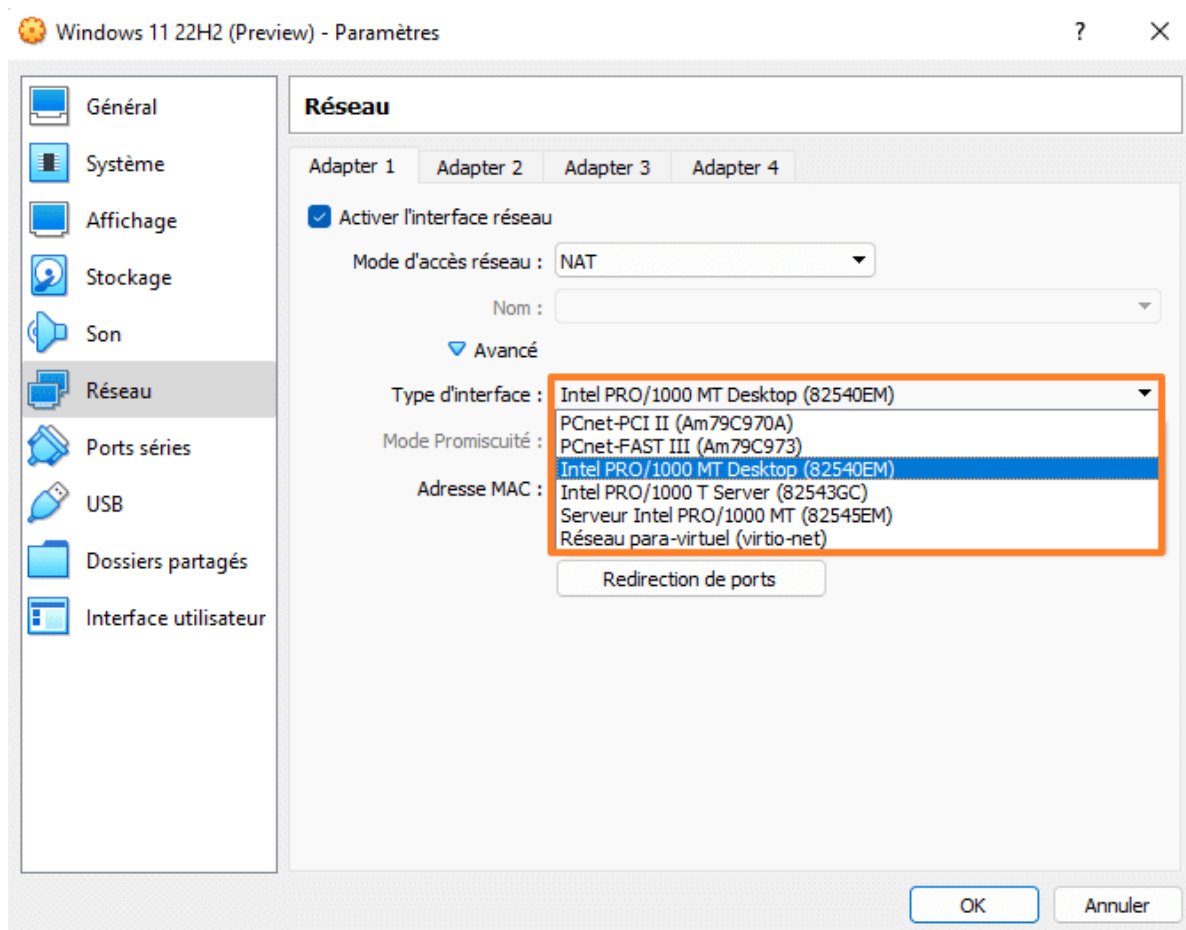 Windows 11 22H2 (Preview) - Paramètres
?
Général
Système
Affichage
Stockage
Son
Réseau
Ports séries
USB
Dossiers partagés
Interface utilisateur
Réseau
Adapter 1 Adapter 2 Adapter 3 Adapter 4
Activer l'interface réseau
Mode d'accès réseau : NAT
Nom :
Avancé
Type d'interface : Intel PRO/1000 MT Desktop (82540EM)
PCnet-PCI II (Am79C970A)
Mode Promiscuité : PCnet-FAST III (Am79C973)
Intel PRO/1000 MT Desktop (82540EM)
Adresse MAC : Intel PRO/1000 T Server (82543GC)
Serveur Intel PRO/1000 MT (82545EM)
Réseau para-virtuel (virtio-net)
Redirection de ports
OK Annuler